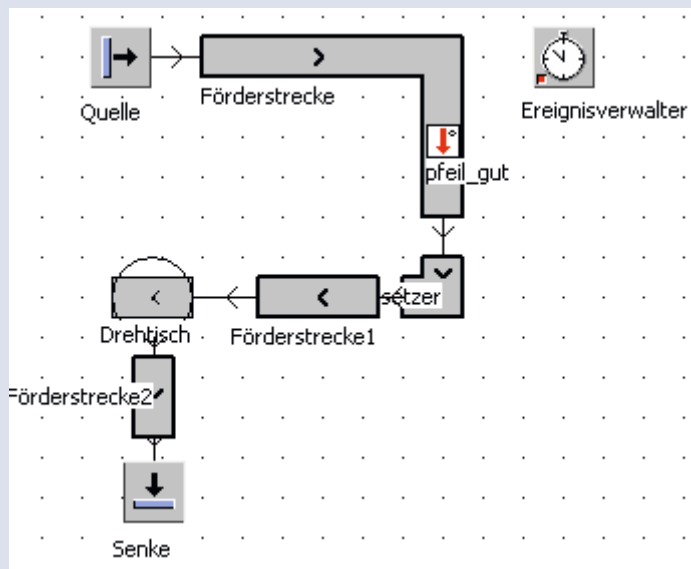 Quelle
Förderstrecke
Ereignisverwalter
pfeil_gut
setzer
Drehtisch
Förderstrecke1
Förderstrecke2
Senke